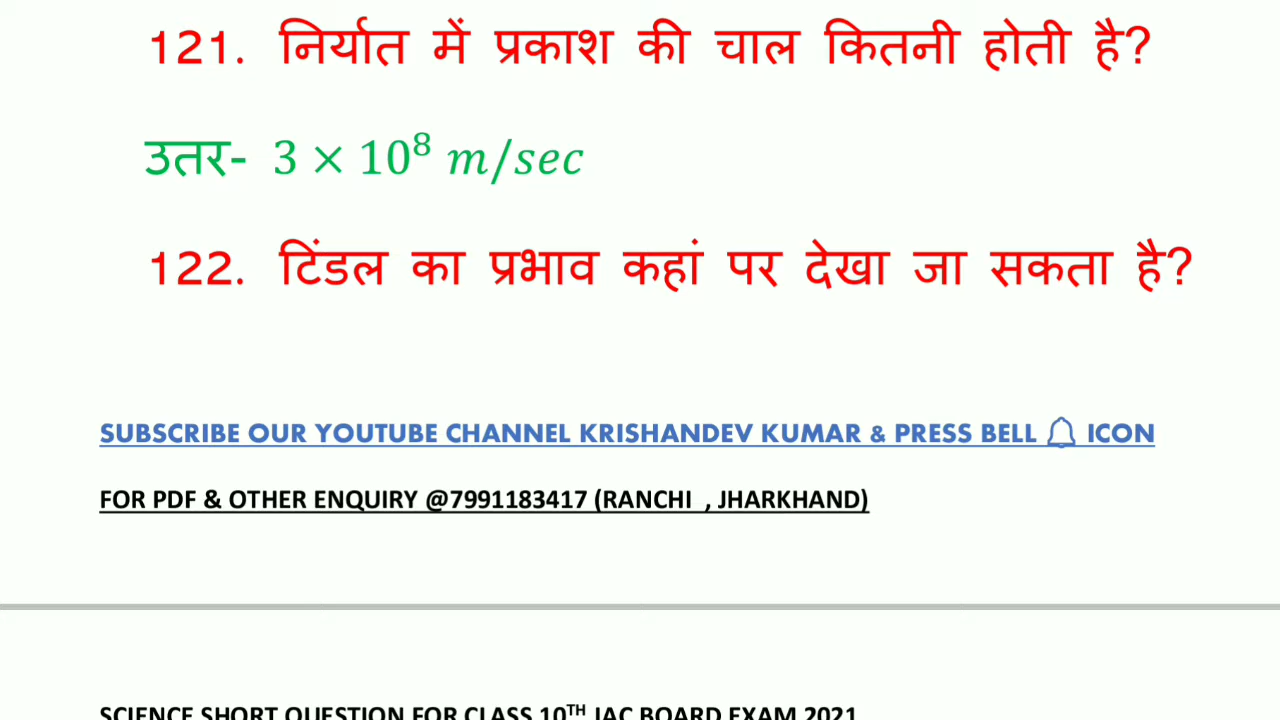 121. निर्यात में प्रकाश की चाल कितनी होती है?
उतर- 3 × 10⁸ m/sec
122. टिंडल का प्रभाव कहां पर देखा जा सकता है?
SUBSCRIBE OUR YOUTUBE CHANNEL KRISHANDEV KUMAR & PRESS BELL 🔔 ICON
FOR PDF & OTHER ENQUIRY @7991183417 (RANCHI , JHARKHAND)
SCIENCE SHORT QUESTION FOR CLASS 10TH JAC BOARD EXAM 2021